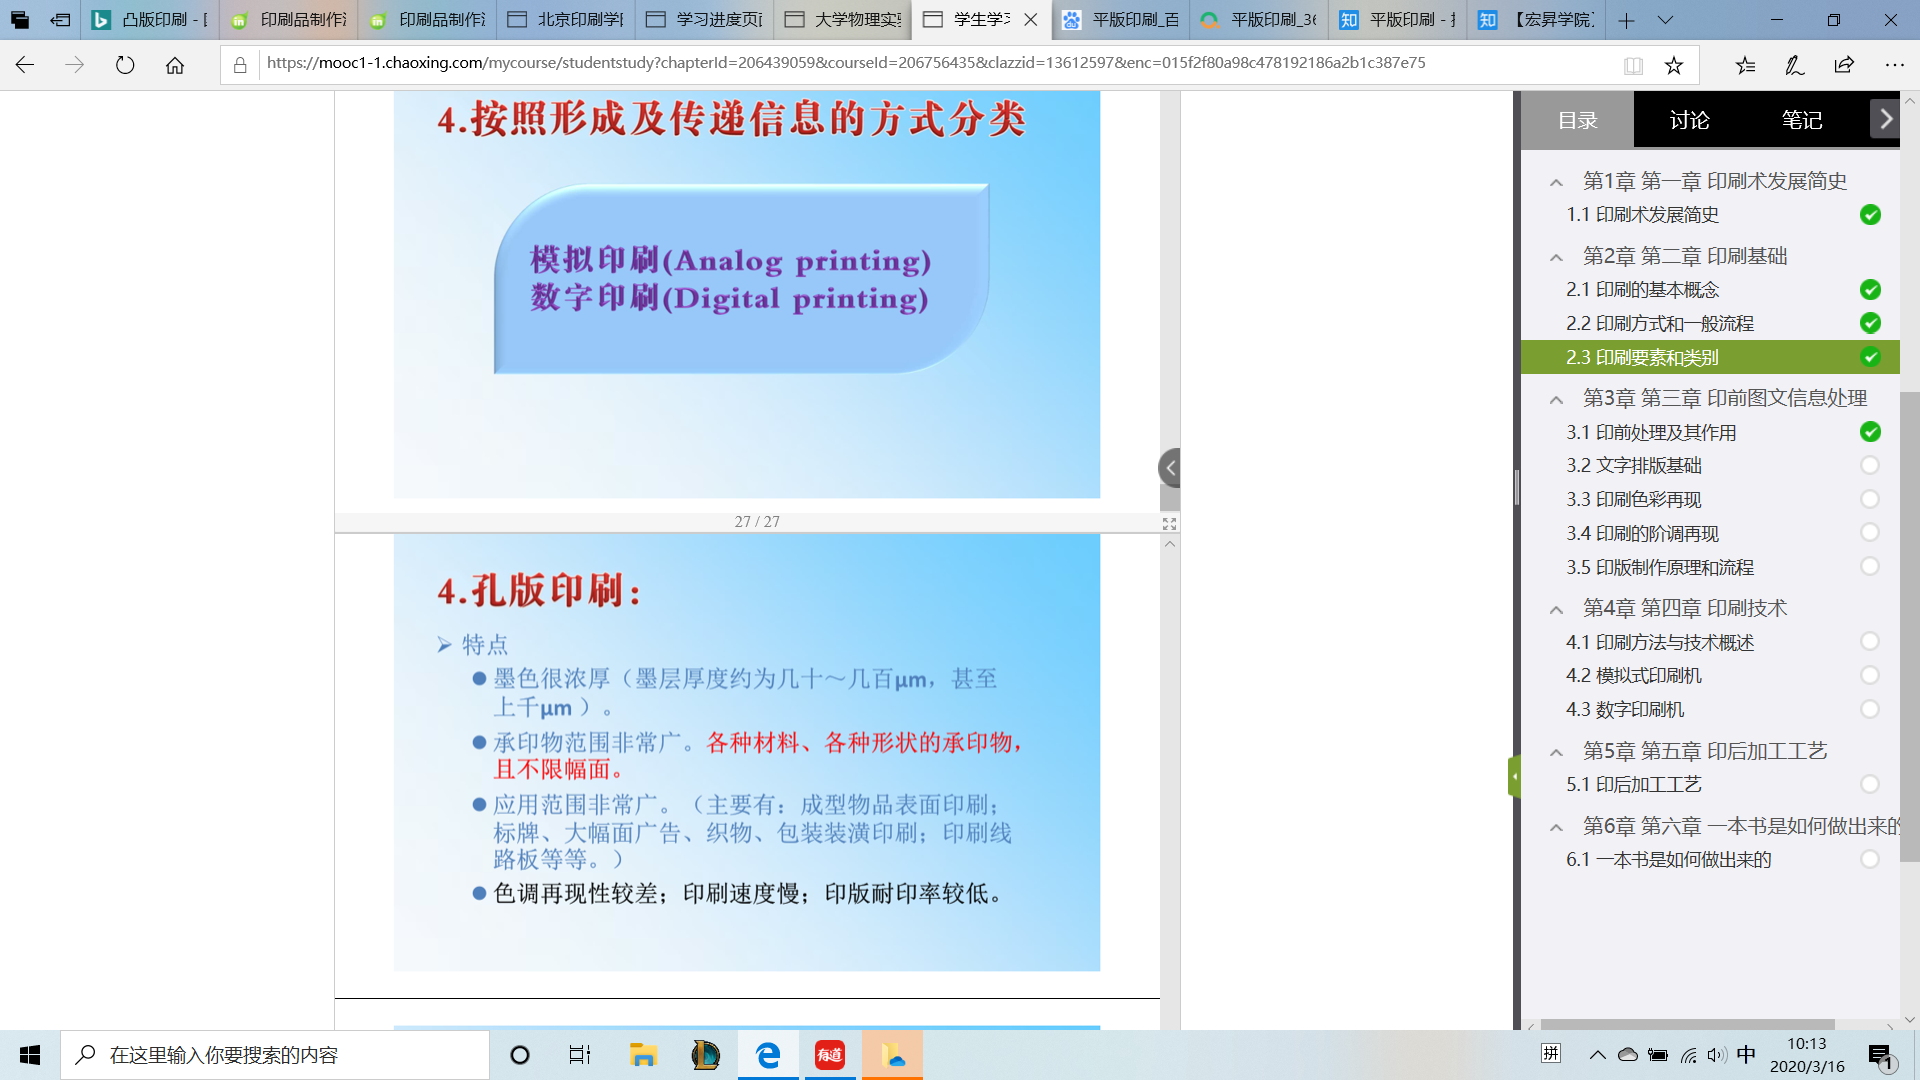 凸版印刷 -
印刷品制作
印刷品制作
北京印刷学
学习进度页
大学物理实
学生学习
平版印刷_百
平版印刷_36
平版印刷 -
【宏昇学院
https://mooc1-1.chaoxing.com/mycourse/studentstudy?chapterId=206439059&courseId=206756435&clazzid=13612597&enc=015f2f80a98c478192186a2b1c387e75
4.按照形成及传递信息的方式分类
模拟印刷(Analog printing)
数字印刷(Digital printing)
27 / 27
4.孔版印刷：
特点
墨色很浓厚（墨层厚度约为几十～几百μm，甚至
上千μm ）。
承印物范围非常广。各种材料、各种形状的承印物，
且不限幅面。
应用范围非常广。（主要有：成型物品表面印刷；
标牌、大幅面广告、织物、包装装潢印刷；印刷线
路板等等。）
色调再现性较差；印刷速度慢；印版耐印率较低。
目录
讨论
笔记
第1章 第一章 印刷术发展简史
1.1 印刷术发展简史
第2章 第二章 印刷基础
2.1 印刷的基本概念
2.2 印刷方式和一般流程
2.3 印刷要素和类别
第3章 第三章 印前图文信息处理
3.1 印前处理及其作用
3.2 文字排版基础
3.3 印刷色彩再现
3.4 印刷的阶调再现
3.5 印版制作原理和流程
第4章 第四章 印刷技术
4.1 印刷方法与技术概述
4.2 模拟式印刷机
4.3 数字印刷机
第5章 第五章 印后加工工艺
5.1 印后加工工艺
第6章 第六章 一本书是如何做出来的
6.1 一本书是如何做出来的
在这里输入你要搜索的内容
有道
拼
中
10:13
2020/3/16
1